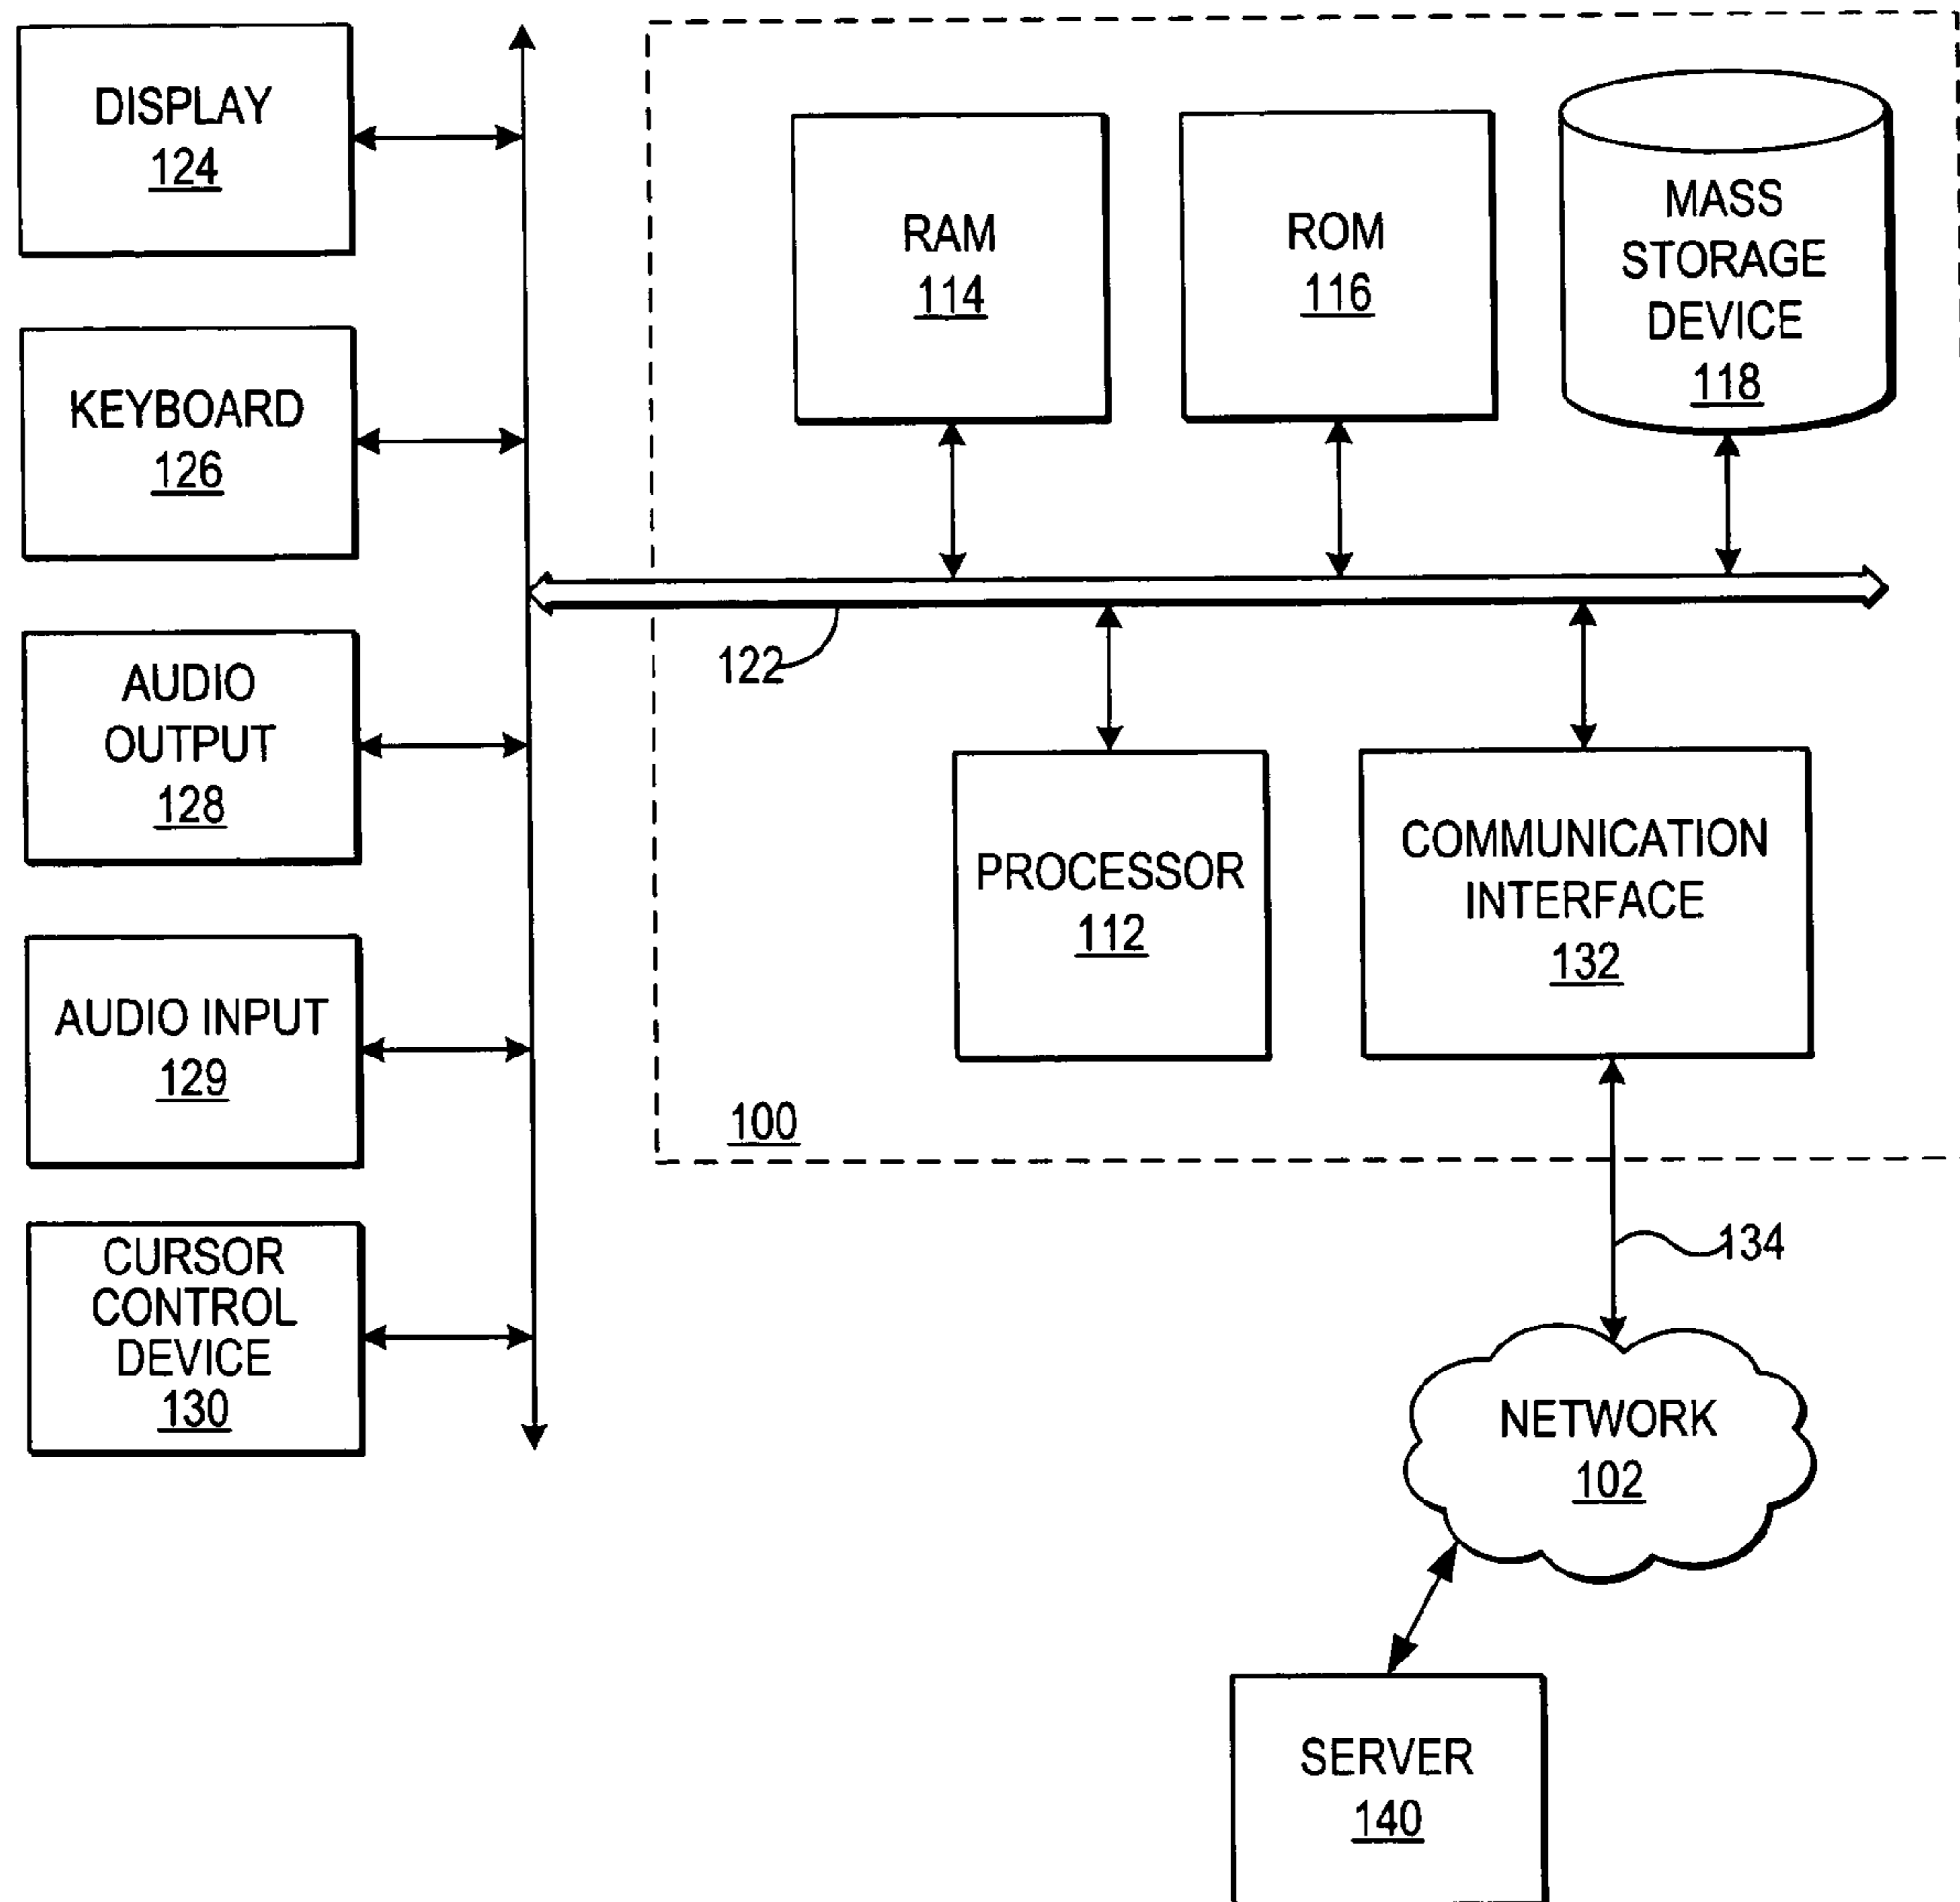 DISPLAY
124
KEYBOARD
126
AUDIO
OUTPUT
128
AUDIO INPUT
129
CURSOR
CONTROL
DEVICE
130
RAM
114
ROM
116
MASS
STORAGE
DEVICE
118
122
PROCESSOR
112
COMMUNICATION
INTERFACE
132
100
134
NETWORK
102
SERVER
140